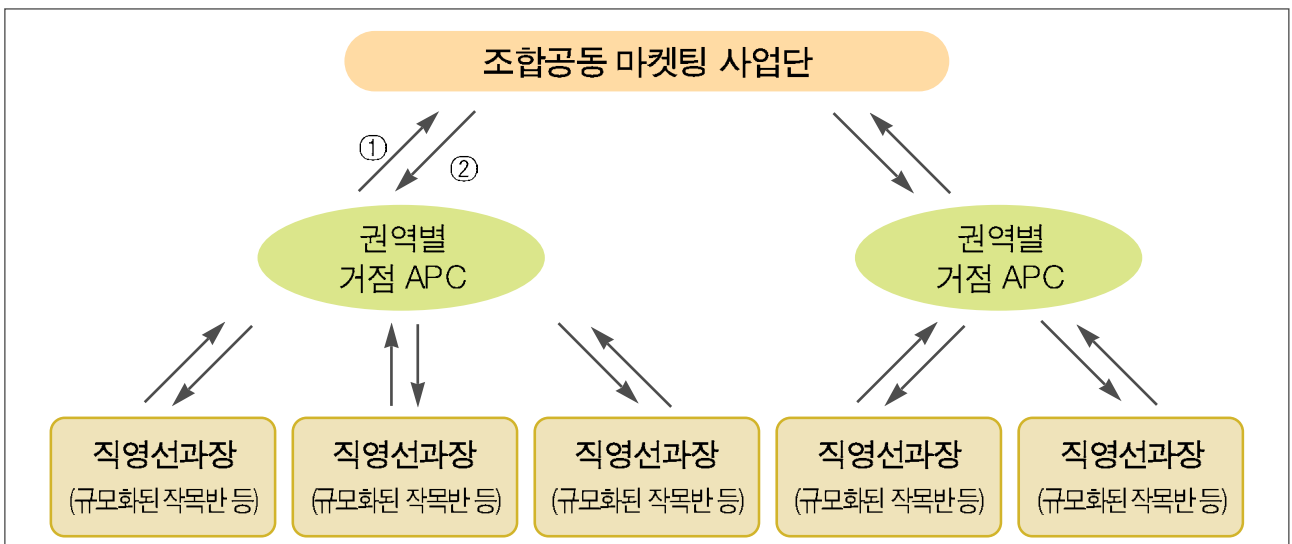 조합공동 마켓팅 사업단
①
②
권역별
거점 APC
권역별
거점 APC
직영선과장
(규모화된 작목반 등)
직영선과장
(규모화된 작목반 등)
직영선과장
(규모화된 작목반 등)
직영선과장
(규모화된 작목반 등)
직영선과장
(규모화된 작목반 등)